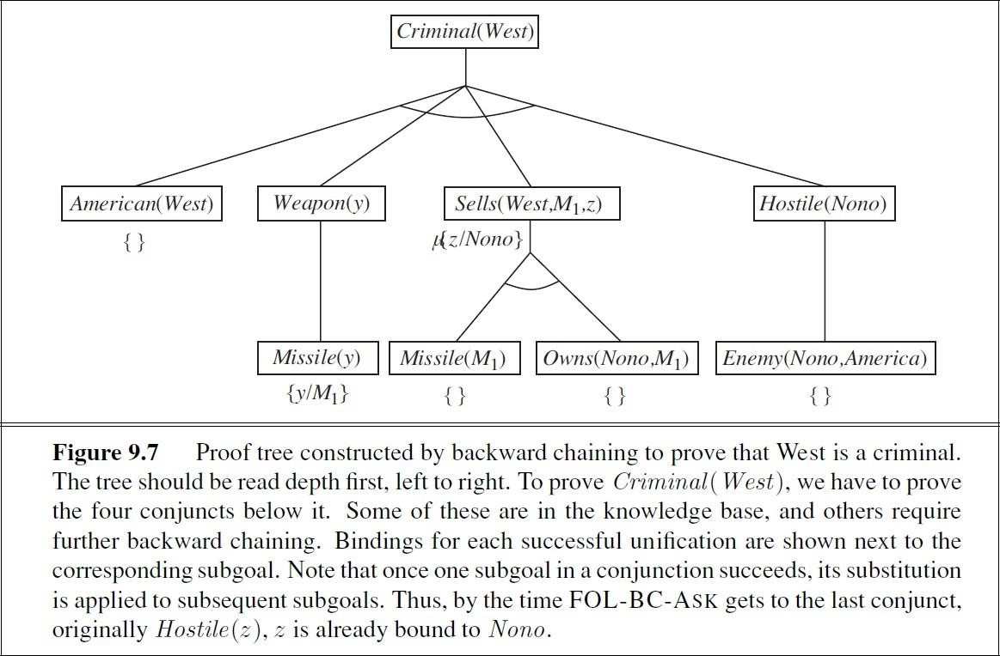 Criminal(West)
American(West) Weapon(y) Sells(West,M1,z) Hostile(Nono)
{ } {z/Nono}
Missile(y) Missile(M1) Owns(Nono,M1) Enemy(Nono,America)
{y/M1} { } { } { }
Figure 9.7 Proof tree constructed by backward chaining to prove that West is a criminal.
The tree should be read depth first, left to right. To prove Criminal(West), we have to prove
the four conjuncts below it. Some of these are in the knowledge base, and others require
further backward chaining. Bindings for each successful unification are shown next to the
corresponding subgoal. Note that once one subgoal in a conjunction succeeds, its substitution
is applied to subsequent subgoals. Thus, by the time FOL-BC-ASK gets to the last conjunct,
originally Hostile(z), z is already bound to Nono.